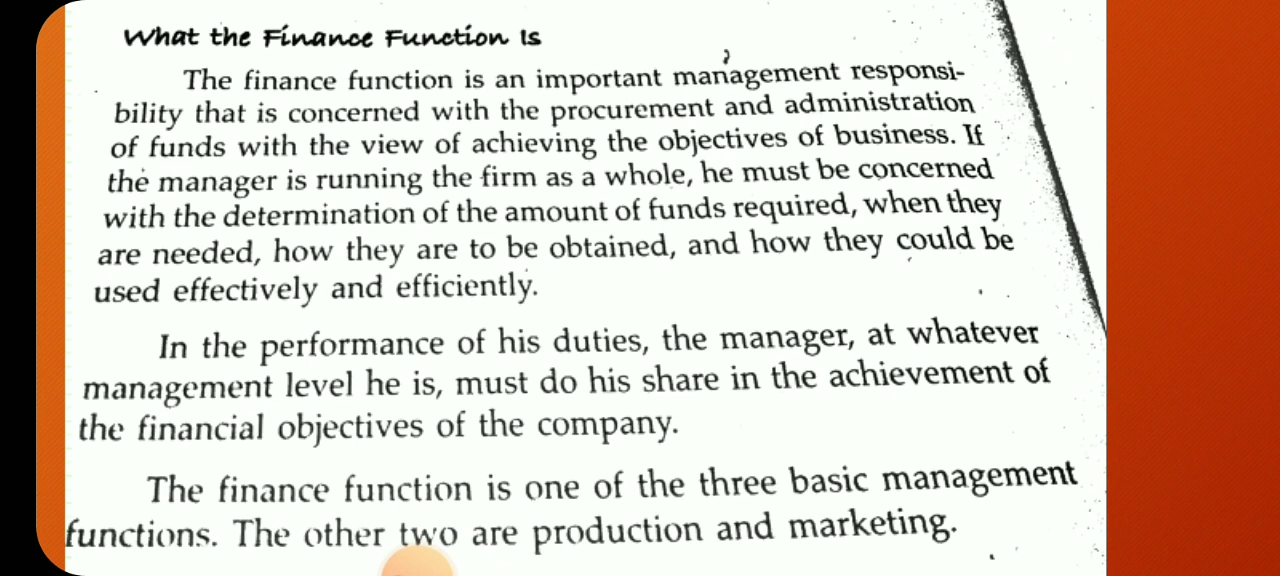 What the Finance Function Is
The finance function is an important management responsi-
bility that is concerned with the procurement and administration
of funds with the view of achieving the objectives of business. If
the manager is running the firm as a whole, he must be concerned
with the determination of the amount of funds required, when they
are needed, how they are to be obtained, and how they could be
used effectively and efficiently.
In the performance of his duties, the manager, at whatever
management level he is, must do his share in the achievement of
the financial objectives of the company.
The finance function is one of the three basic management
functions. The other two are production and marketing.